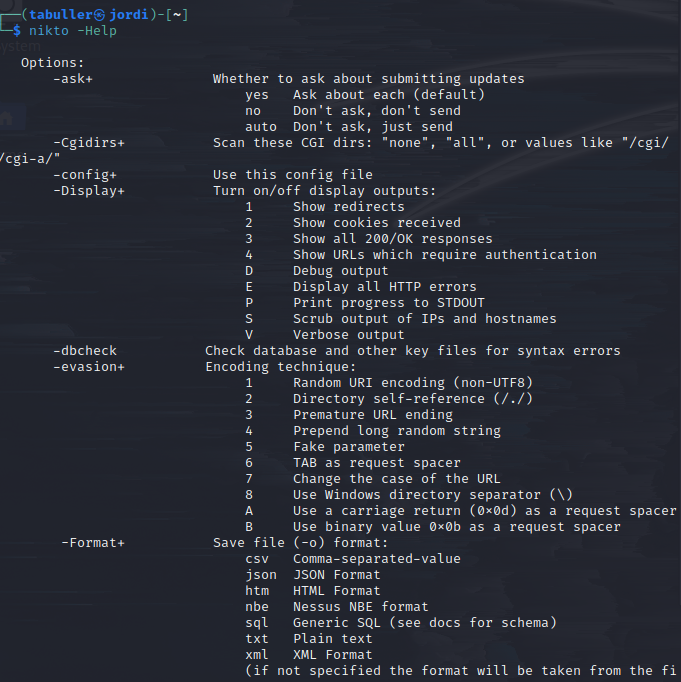 ┌──(tabuller㉿jordi)-[~]
└─$ nikto -Help
System
Options:
-ask+ Whether to ask about submitting updates
yes Ask about each (default)
no Don't ask, don't send
auto Don't ask, just send
-Cgidirs+ Scan these CGI dirs: "none", "all", or values like "/cgi/
/cgi-a/"
-config+ Use this config file
-Display+ Turn on/off display outputs:
1 Show redirects
2 Show cookies received
3 Show all 200/OK responses
4 Show URLs which require authentication
D Debug output
E Display all HTTP errors
P Print progress to STDOUT
S Scrub output of IPs and hostnames
V Verbose output
-dbcheck Check database and other key files for syntax errors
-evasion+ Encoding technique:
1 Random URI encoding (non-UTF8)
2 Directory self-reference (/./)
3 Premature URL ending
4 Prepend long random string
5 Fake parameter
6 TAB as request spacer
7 Change the case of the URL
8 Use Windows directory separator (\)
A Use a carriage return (0×0d) as a request spacer
B Use binary value 0×0b as a request spacer
-Format+ Save file (-o) format:
csv Comma-separated-value
json JSON Format
htm HTML Format
nbe Nessus NBE format
sql Generic SQL (see docs for schema)
txt Plain text
xml XML Format
(if not specified the format will be taken from the fi